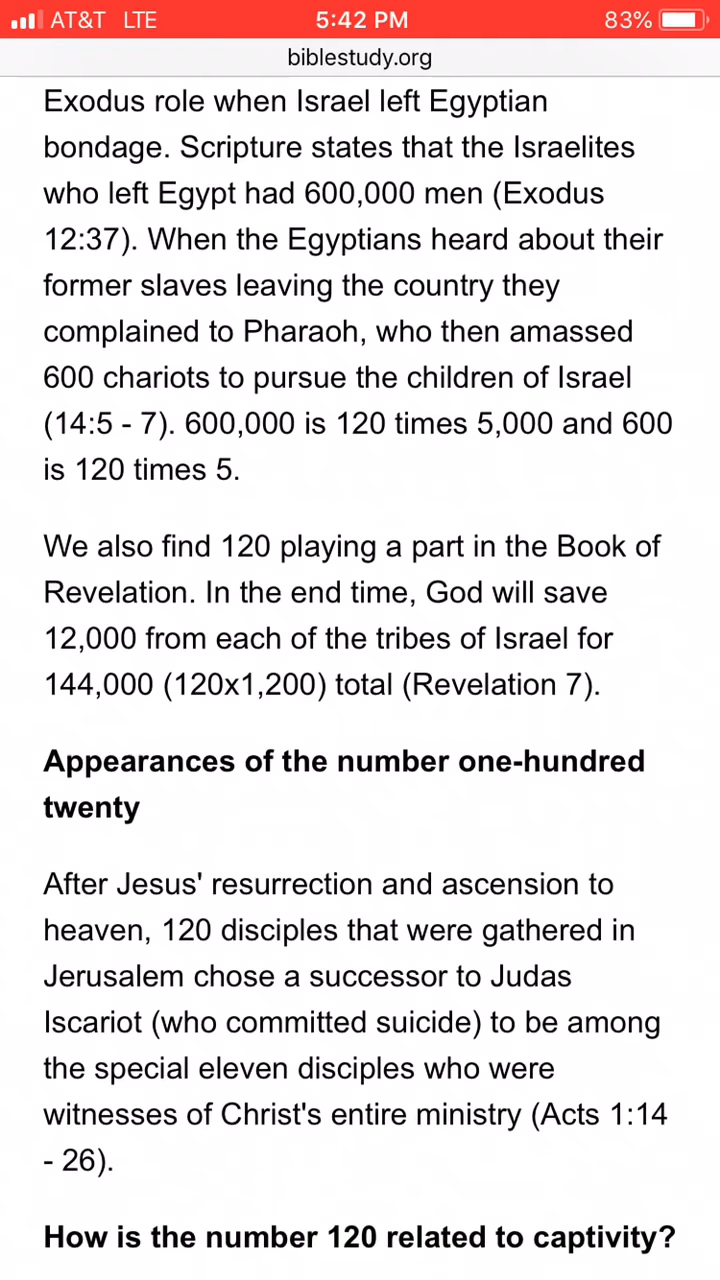 AT&T LTE 5:42 PM 83%
biblestudy.org
Exodus role when Israel left Egyptian
bondage. Scripture states that the Israelites
who left Egypt had 600,000 men (Exodus
12:37). When the Egyptians heard about their
former slaves leaving the country they
complained to Pharaoh, who then amassed
600 chariots to pursue the children of Israel
(14:5 - 7). 600,000 is 120 times 5,000 and 600
is 120 times 5.
We also find 120 playing a part in the Book of
Revelation. In the end time, God will save
12,000 from each of the tribes of Israel for
144,000 (120x1,200) total (Revelation 7).
Appearances of the number one-hundred
twenty
After Jesus' resurrection and ascension to
heaven, 120 disciples that were gathered in
Jerusalem chose a successor to Judas
Iscariot (who committed suicide) to be among
the special eleven disciples who were
witnesses of Christ's entire ministry (Acts 1:14
- 26).
How is the number 120 related to captivity?